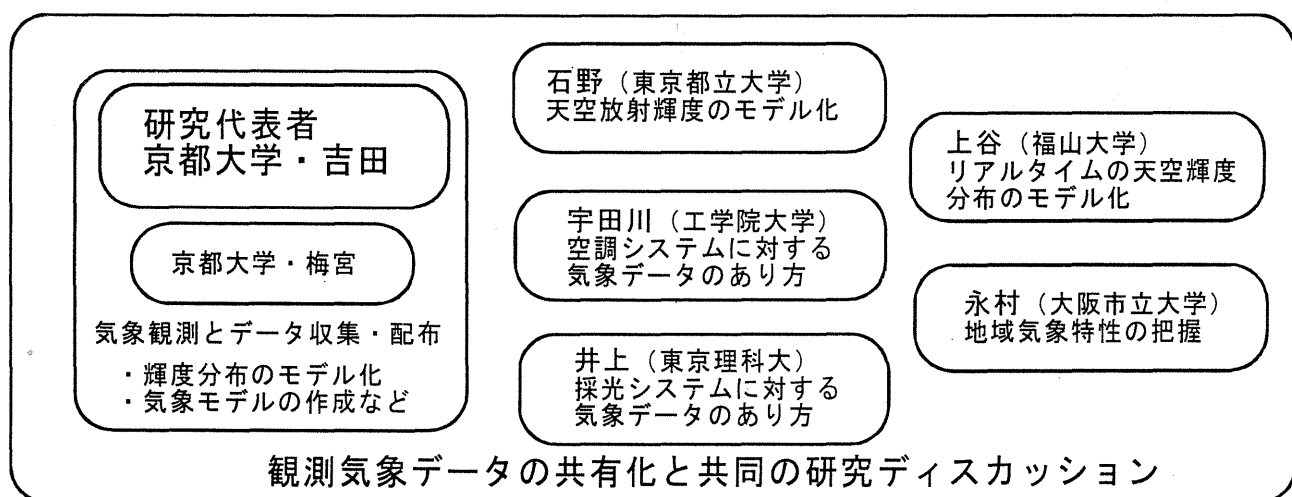 研究代表者
京都大学・吉田
京都大学・梅宮
気象観測とデータ収集・配布
・輝度分布のモデル化
・気象モデルの作成など
石野（東京都立大学）
天空放射輝度のモデル化
宇田川（工学院大学）
空調システムに対する
気象データのあり方
井上（東京理科大）
採光システムに対する
気象データのあり方
上谷（福山大学）
リアルタイムの天空輝度
分布のモデル化
永村（大阪市立大学）
地域気象特性の把握
観測気象データの共有化と共同の研究ディスカッション